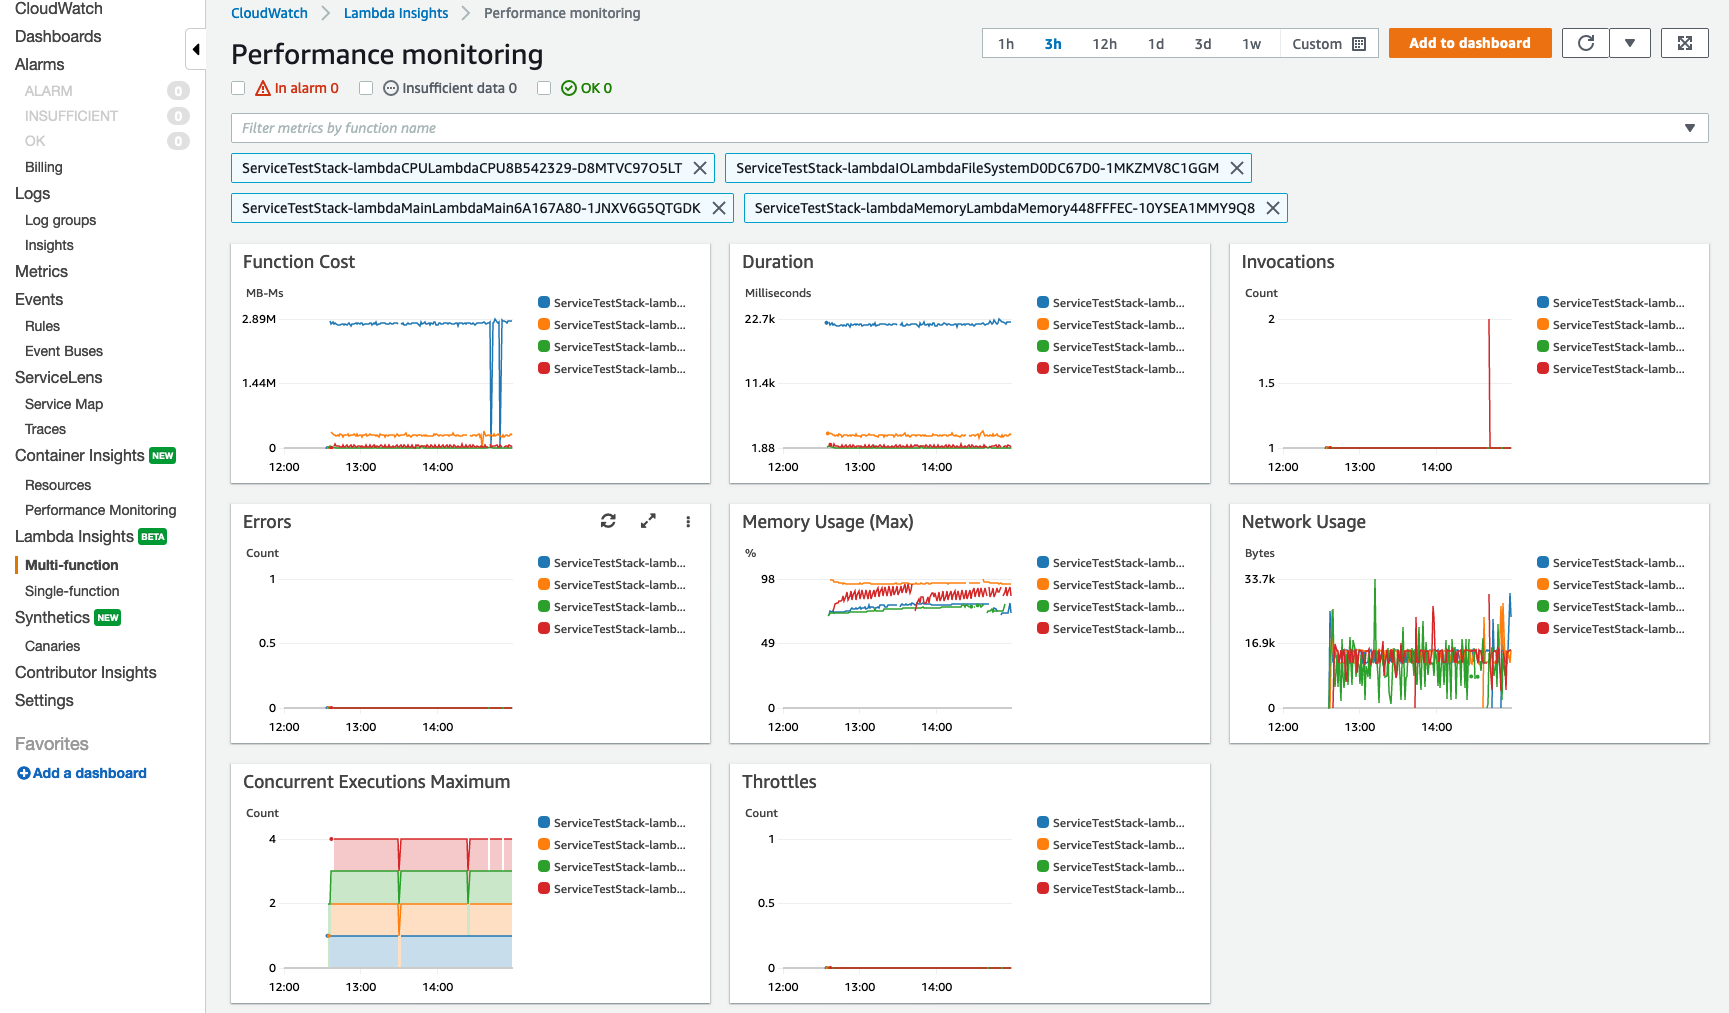 CloudWatch
Dashboards
Alarms
ALARM 0
INSUFFICIENT 0
OK 0
Billing
Logs
Log groups
Insights
Metrics
Events
Rules
Event Buses
ServiceLens
Service Map
Traces
Container Insights NEW
Resources
Performance Monitoring
Lambda Insights BETA
Multi-function
Single-function
Synthetics NEW
Canaries
Contributor Insights
Settings
Favorites
Add a dashboard
CloudWatch Lambda Insights Performance monitoring
Performance monitoring
1h 3h 12h 1d 3d 1w Custom Add to dashboard
In alarm 0 Insufficient data 0 OK 0
Filter metrics by function name
ServiceTestStack-lambdaCPULambdaCPU8B542329-D8MTVC97O5LT ServiceTestStack-lambdaIOLambdaFileSystemD0DC67D0-1MKZMV8C1GGM
ServiceTestStack-lambdaMainLambdaMain6A167A80-1JNXV6G5QTGDK ServiceTestStack-lambdaMemoryLambdaMemory448FFFEC-10YSEA1MMY9Q8
Function Cost
MB-Ms
2.89M
1.44M
0
12:00 13:00 14:00
ServiceTestStack-lamb...
ServiceTestStack-lamb...
ServiceTestStack-lamb...
ServiceTestStack-lamb...
Duration
Milliseconds
22.7k
11.4k
1.88
12:00 13:00 14:00
ServiceTestStack-lamb...
ServiceTestStack-lamb...
ServiceTestStack-lamb...
ServiceTestStack-lamb...
Invocations
Count
2
1.5
1
12:00 13:00 14:00
ServiceTestStack-lamb...
ServiceTestStack-lamb...
ServiceTestStack-lamb...
ServiceTestStack-lamb...
Errors
Count
1
0.5
0
12:00 13:00 14:00
ServiceTestStack-lamb...
ServiceTestStack-lamb...
ServiceTestStack-lamb...
ServiceTestStack-lamb...
Memory Usage (Max)
%
98
49
0
12:00 13:00 14:00
ServiceTestStack-lamb...
ServiceTestStack-lamb...
ServiceTestStack-lamb...
ServiceTestStack-lamb...
Network Usage
Bytes
33.7k
16.9k
0
12:00 13:00 14:00
ServiceTestStack-lamb...
ServiceTestStack-lamb...
ServiceTestStack-lamb...
ServiceTestStack-lamb...
Concurrent Executions Maximum
Count
4
2
0
12:00 13:00 14:00
ServiceTestStack-lamb...
ServiceTestStack-lamb...
ServiceTestStack-lamb...
ServiceTestStack-lamb...
Throttles
Count
1
0.5
0
12:00 13:00 14:00
ServiceTestStack-lamb...
ServiceTestStack-lamb...
ServiceTestStack-lamb...
ServiceTestStack-lamb...